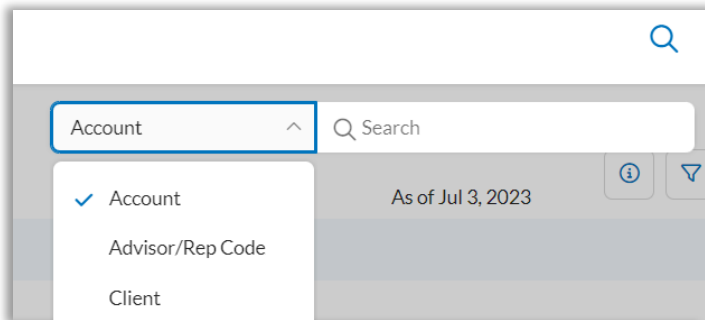 Account
Search
Account
As of Jul 3, 2023
Advisor/Rep Code
Client